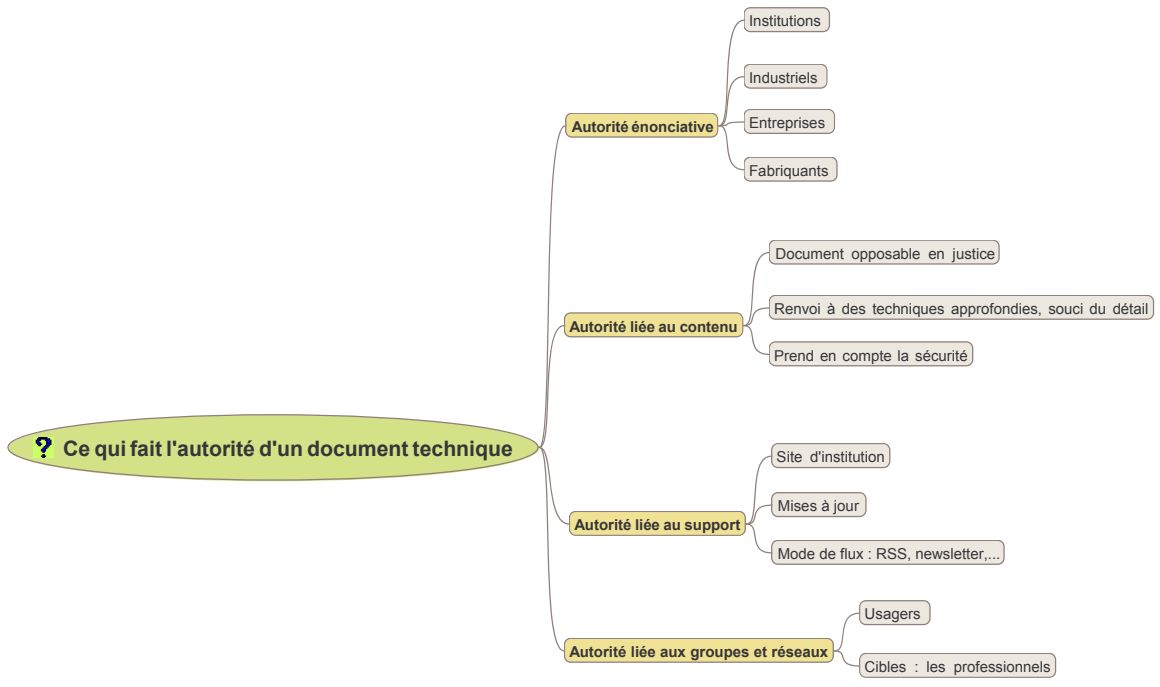 Ce qui fait l'autorité d'un document technique
Autorité énonciative
Institutions
Industriels
Entreprises
Fabriquants
Autorité liée au contenu
Document opposable en justice
Renvoi à des techniques approfondies, souci du détail
Prend en compte la sécurité
Autorité liée au support
Site d'institution
Mises à jour
Mode de flux : RSS, newsletter,...
Autorité liée aux groupes et réseaux
Usagers
Cibles : les professionnels